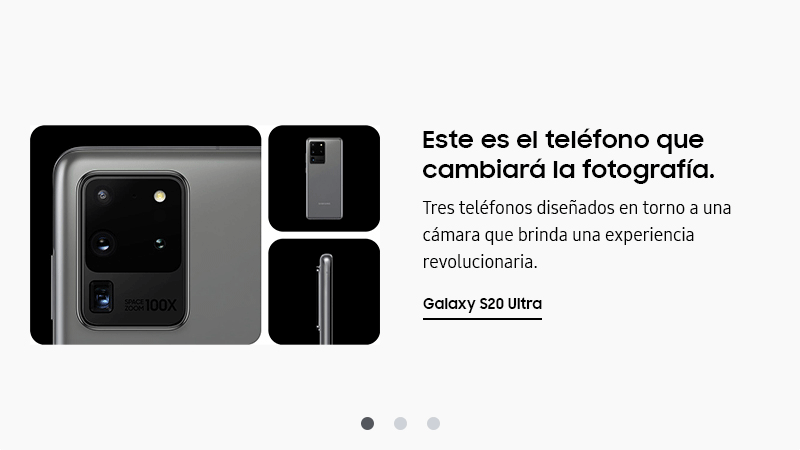 Este es el teléfono que
cambiará la fotografía.
Tres teléfonos diseñados en torno a una
cámara que brinda una experiencia
revolucionaria.
Galaxy S20 Ultra
SPACE
ZOOM 100X